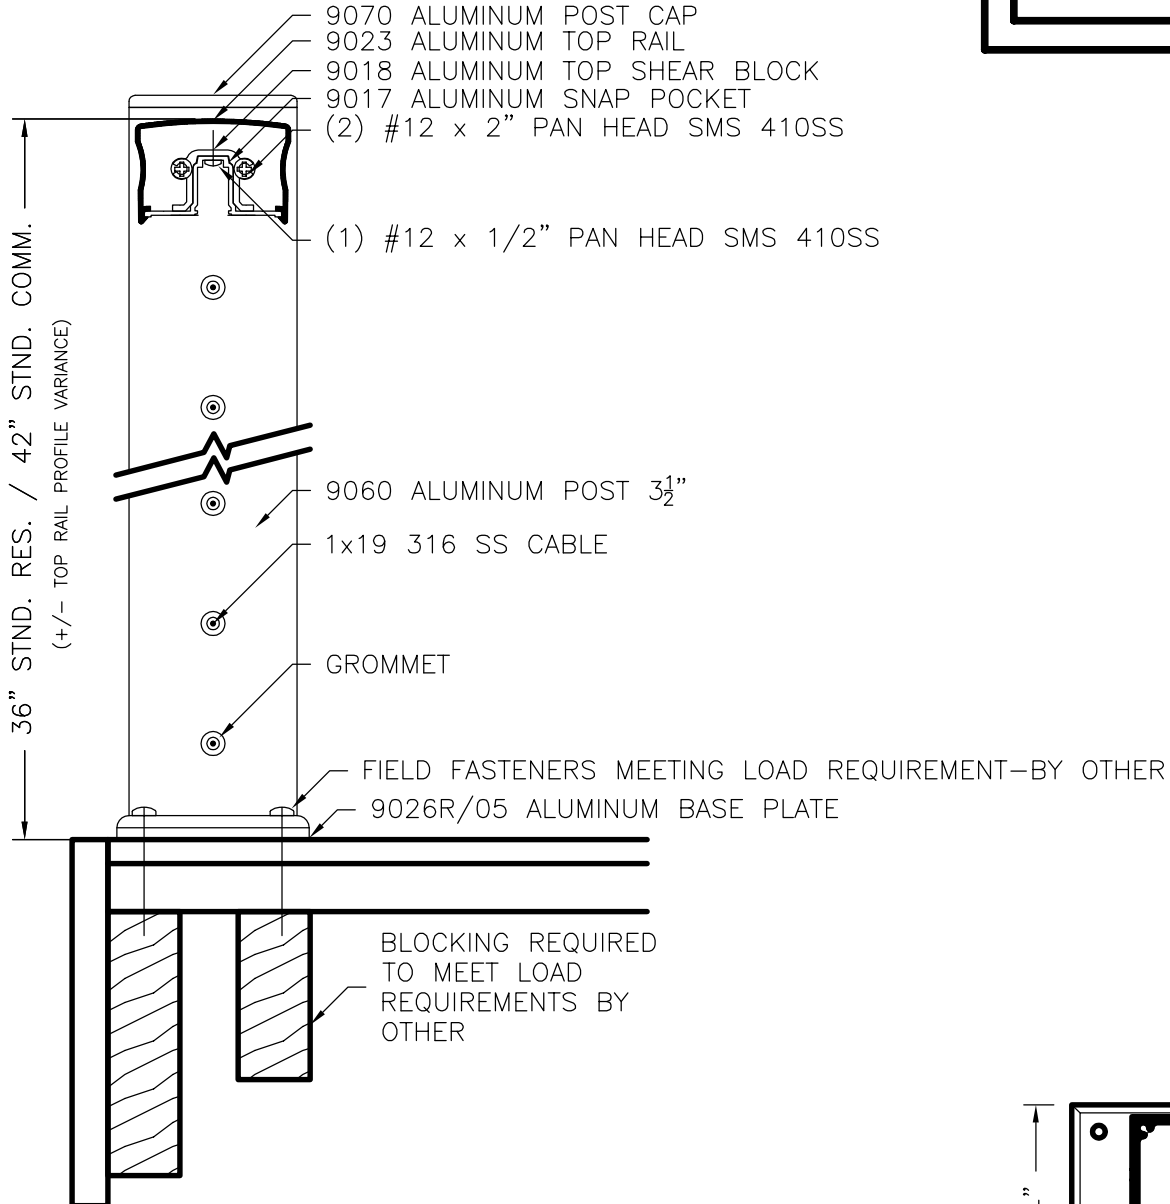 9070 ALUMINUM POST CAP
9023 ALUMINUM TOP RAIL
9018 ALUMINUM TOP SHEAR BLOCK
9017 ALUMINUM SNAP POCKET
(2) #12 x 2" PAN HEAD SMS 410SS
(1) #12 x 1/2" PAN HEAD SMS 410SS
36" STND. RES. / 42" STND. COMM.
(+/- TOP RAIL PROFILE VARIANCE)
9060 ALUMINUM POST 3½"
1x19 316 SS CABLE
GROMMET
FIELD FASTENERS MEETING LOAD REQUIREMENT-BY OTHER
9026R/05 ALUMINUM BASE PLATE
BLOCKING REQUIRED
TO MEET LOAD
REQUIREMENTS BY
OTHER